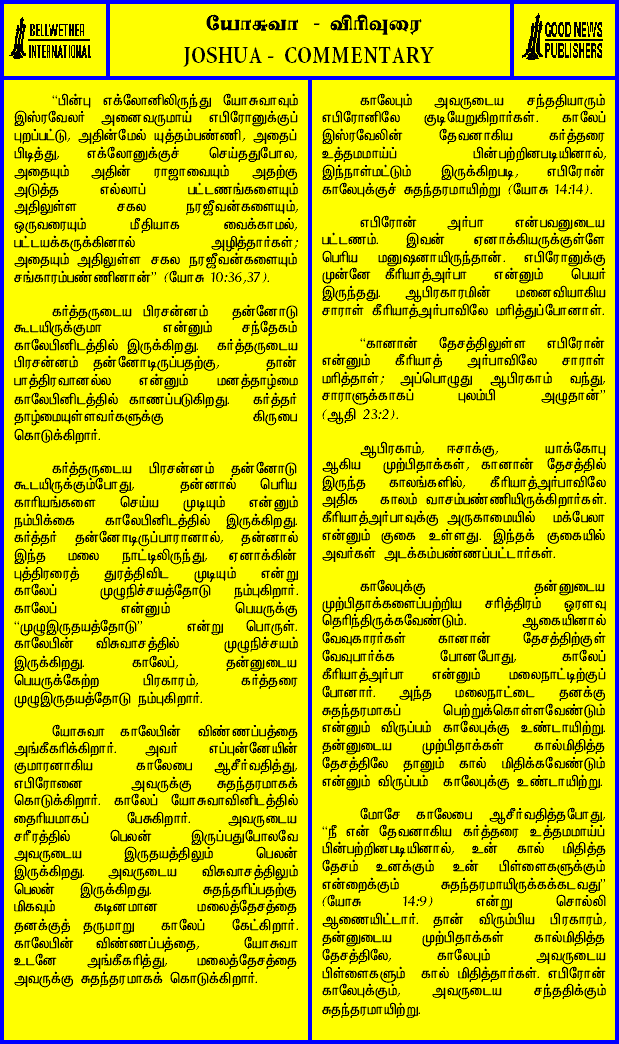 BELLWETHER
INTERNATIONAL
யோசுவா - விரிவுரை
JOSHUA - COMMENTARY
GOOD NEWS
PUBLISHERS
“பின்பு எக்லோனிலிருந்து யோசுவாவும்
இஸ்ரவேலர் அனைவருமாய் எபிரோனுக்குப்
புறப்பட்டு, அதின்மேல் யுத்தம்பண்ணி, அதைப்
பிடித்து, எக்லோனுக்குச் செய்ததுபோல,
அதையும் அதின் ராஜாவையும் அதற்கு
அடுத்த எல்லாப் பட்டணங்களையும்
அதிலுள்ள சகல நரஜீவன்களையும்,
ஒருவரையும் மீதியாக வைக்காமல்,
பட்டயக்கருக்கினால் அழித்தார்கள்;
அதையும் அதிலுள்ள சகல நரஜீவன்களையும்
சங்காரம்பண்ணினான்” (யோசு 10:36,37).
கர்த்தருடைய பிரசன்னம் தன்னோடு
கூடயிருக்குமா என்னும் சந்தேகம்
காலேபினிடத்தில் இருக்கிறது. கர்த்தருடைய
பிரசன்னம் தன்னோடிருப்பதற்கு, தான்
பாத்திரவானல்ல என்னும் மனத்தாழ்மை
காலேபினிடத்தில் காணப்படுகிறது. கர்த்தர்
தாழ்மையுள்ளவர்களுக்கு கிருபை
கொடுக்கிறார்.
கர்த்தருடைய பிரசன்னம் தன்னோடு
கூடயிருக்கும்போது, தன்னால் பெரிய
காரியங்களை செய்ய முடியும் என்னும்
நம்பிக்கை காலேபினிடத்தில் இருக்கிறது.
கர்த்தர் தன்னோடிருப்பாரானால், தன்னால்
இந்த மலை நாட்டிலிருந்து, ஏனாக்கின்
புத்திரரைத் துரத்திவிட முடியும் என்று
காலேப் முழுநிச்சயத்தோடு நம்புகிறார்.
காலேப் என்னும் பெயருக்கு
“முழுஇருதயத்தோடு” என்று பொருள்.
காலேபின் விசுவாசத்தில் முழுநிச்சயம்
இருக்கிறது. காலேப், தன்னுடைய
பெயருக்கேற்ற பிரகாரம், கர்த்தரை
முழுஇருதயத்தோடு நம்புகிறார்.
யோசுவா காலேபின் விண்ணப்பத்தை
அங்கீகரிக்கிறார். அவர் எப்புன்னேயின்
குமாரனாகிய காலேபை ஆசீர்வதித்து,
எபிரோனை அவருக்கு சுதந்தரமாகக்
கொடுக்கிறார். காலேப் யோசுவாவினிடத்தில்
தைரியமாகப் பேசுகிறார். அவருடைய
சரீரத்தில் பெலன் இருப்பதுபோலவே
அவருடைய இருதயத்திலும் பெலன்
இருக்கிறது. அவருடைய விசுவாசத்திலும்
பெலன் இருக்கிறது. சுதந்தரிப்பதற்கு
மிகவும் கடினமான மலைத்தேசத்தை
தனக்குத் தருமாறு காலேப் கேட்கிறார்.
காலேபின் விண்ணப்பத்தை, யோசுவா
உடனே அங்கீகரித்து, மலைத்தேசத்தை
அவருக்கு சுதந்தரமாகக் கொடுக்கிறார்.
காலேபும் அவருடைய சந்ததியாரும்
எபிரோனிலே குடியேறுகிறார்கள். காலேப்
இஸ்ரவேலின் தேவனாகிய கர்த்தரை
உத்தமமாய்ப் பின்பற்றினபடியினால்,
இந்நாள்மட்டும் இருக்கிறபடி, எபிரோன்
காலேபுக்குச் சுதந்தரமாயிற்று (யோசு 14:14).
எபிரோன் அர்பா என்பவனுடைய
பட்டணம். இவன் ஏனாக்கியருக்குள்ளே
பெரிய மனுஷனாயிருந்தான். எபிரோனுக்கு
முன்னே கீரியாத்அர்பா என்னும் பெயர்
இருந்தது. ஆபிரகாமின் மனைவியாகிய
சாராள் கீரியாத்அர்பாவிலே மரித்துப்போனாள்.
“கானான் தேசத்திலுள்ள எபிரோன்
என்னும் கீரியாத் அர்பாவிலே சாராள்
மரித்தாள்; அப்பொழுது ஆபிரகாம் வந்து,
சாராளுக்காகப் புலம்பி அழுதான்”
(ஆதி 23:2).
ஆபிரகாம், ஈசாக்கு, யாக்கோபு
ஆகிய முற்பிதாக்கள், கானான் தேசத்தில்
இருந்த காலங்களில், கீரியாத்அர்பாவிலே
அதிக காலம் வாசம்பண்ணியிருக்கிறார்கள்.
கீரியாத்அர்பாவுக்கு அருகாமையில் மக்பேலா
என்னும் குகை உள்ளது. இந்தக் குகையில்
அவர்கள் அடக்கம்பண்ணப்பட்டார்கள்.
காலேபுக்கு தன்னுடைய
முற்பிதாக்களைப்பற்றிய சரித்திரம் ஓரளவு
தெரிந்திருக்கவேண்டும். ஆகையினால்
வேவுகாரர்கள் கானான் தேசத்திற்குள்
வேவுபார்க்க போனபோது, காலேப்
கீரியாத்அர்பா என்னும் மலைநாட்டிற்குப்
போனார். அந்த மலைநாட்டை தனக்கு
சுதந்தரமாகப் பெற்றுக்கொள்ளவேண்டும்
என்னும் விருப்பம் காலேபுக்கு உண்டாயிற்று.
தன்னுடைய முற்பிதாக்கள் கால்மிதித்த
தேசத்திலே தானும் கால் மிதிக்கவேண்டும்
என்னும் விருப்பம் காலேபுக்கு உண்டாயிற்று.
மோசே காலேபை ஆசீர்வதித்தபோது,
“நீ என் தேவனாகிய கர்த்தரை உத்தமமாய்ப்
பின்பற்றினபடியினால், உன் கால் மிதித்த
தேசம் உனக்கும் உன் பிள்ளைகளுக்கும்
என்றைக்கும் சுதந்தரமாயிருக்கக்கடவது”
(யோசு 14:9) என்று சொல்லி
ஆணையிட்டார். தான் விரும்பிய பிரகாரம்,
தன்னுடைய முற்பிதாக்கள் கால்மிதித்த
தேசத்திலே, காலேபும் அவருடைய
பிள்ளைகளும் கால் மிதித்தார்கள். எபிரோன்
காலேபுக்கும், அவருடைய சந்ததிக்கும்
சுதந்தரமாயிற்று.